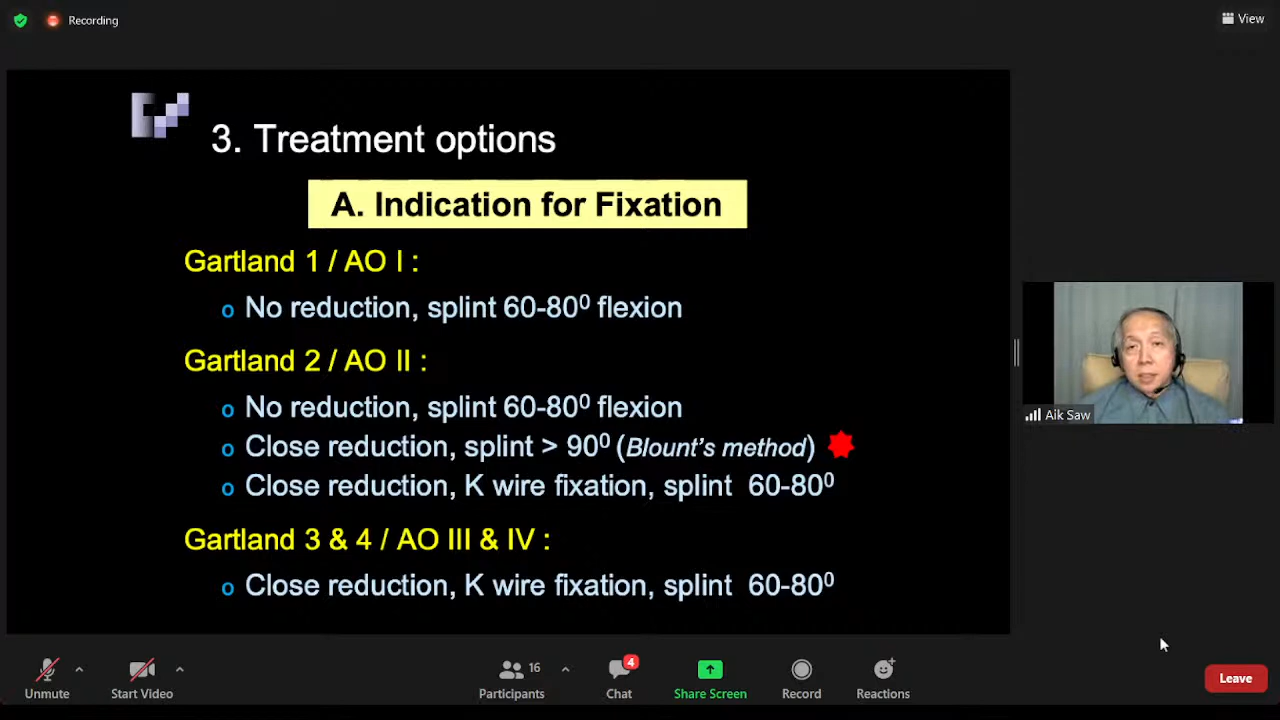 Recording
View
3. Treatment options
A. Indication for Fixation
Gartland 1 / AO I :
o No reduction, splint 60-80⁰ flexion
Gartland 2 / AO II :
o No reduction, splint 60-80⁰ flexion
o Close reduction, splint > 90⁰ (Blount's method)
o Close reduction, K wire fixation, splint 60-80⁰
Gartland 3 & 4 / AO III & IV :
o Close reduction, K wire fixation, splint 60-80⁰
Aik Saw
Unmute
Start Video
16
Participants
4
Chat
Share Screen
Record
Reactions
Leave